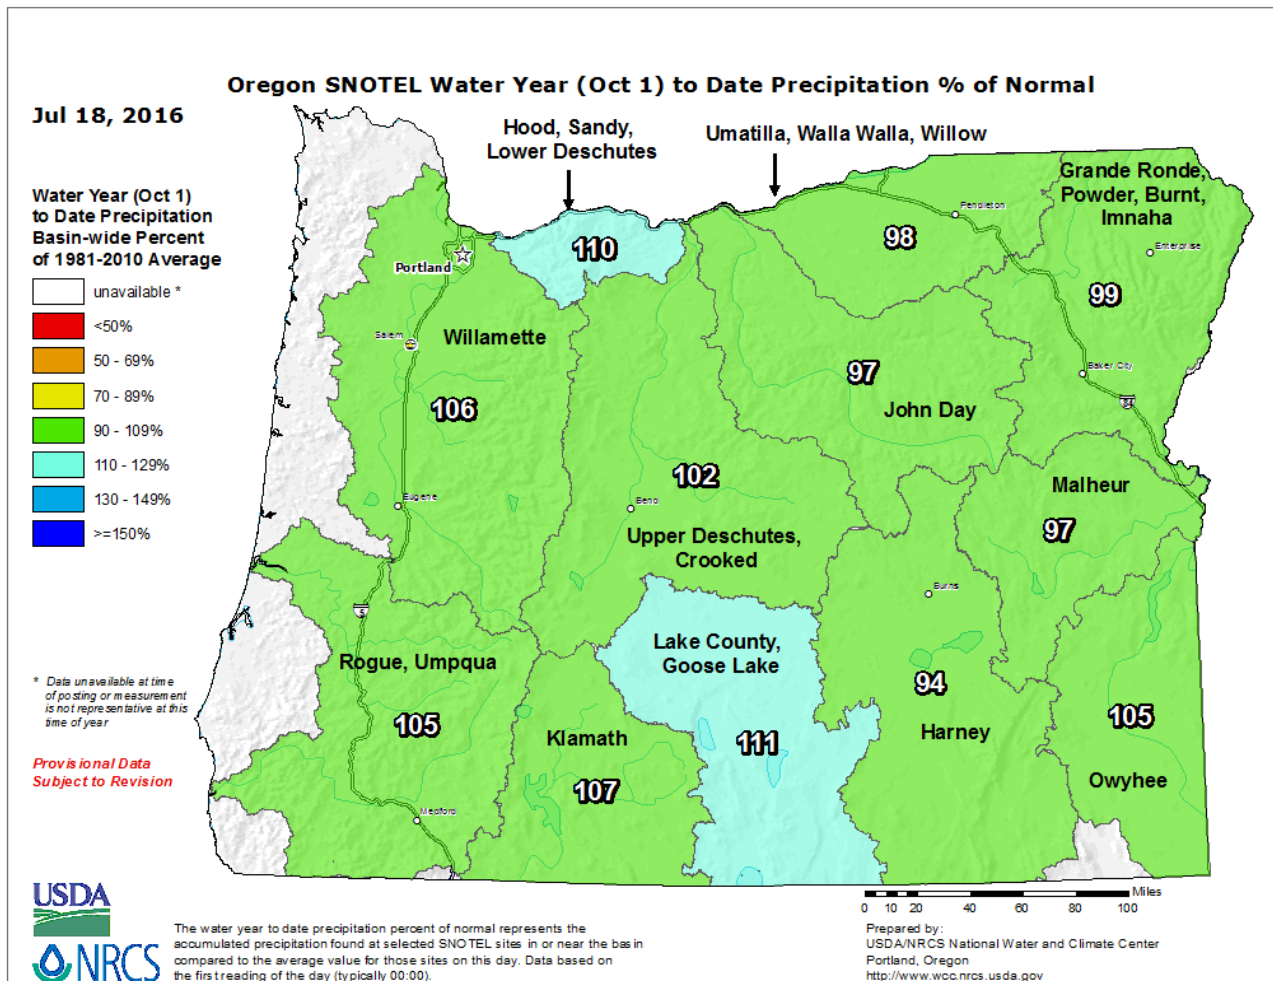 Oregon SNOTEL Water Year (Oct 1) to Date Precipitation % of Normal
Jul 18, 2016
Water Year (Oct 1)
to Date Precipitation
Basin-wide Percent
of 1981-2010 Average
unavailable *
<50%
50 - 69%
70 - 89%
90 - 109%
110 - 129%
130 - 149%
>=150%
* Data unavailable at time
of posting or measurement
is not representative at this
time of year
Provisional Data
Subject to Revision
Hood, Sandy,
Lower Deschutes
110
Umatilla, Walla Walla, Willow
98
Pendleton
Grande Ronde,
Powder, Burnt,
Imnaha
Enterprise
99
Baker City
84
Portland
Salem
Willamette
106
Eugene
97
John Day
102
Bend
Upper Deschutes,
Crooked
Malheur
97
Burns
Lake County,
Goose Lake
111
94
Harney
105
Owyhee
5
Rogue, Umpqua
105
Medford
Klamath
107
Miles
0 10 20 40 60 80 100
USDA
NRCS
The water year to date precipitation percent of normal represents the
accumulated precipitation found at selected SNOTEL sites in or near the basin
compared to the average value for those sites on this day. Data based on
the first reading of the day (typically 00:00).
Prepared by:
USDA/NRCS National Water and Climate Center
Portland, Oregon
http://www.wcc.nrcs.usda.gov